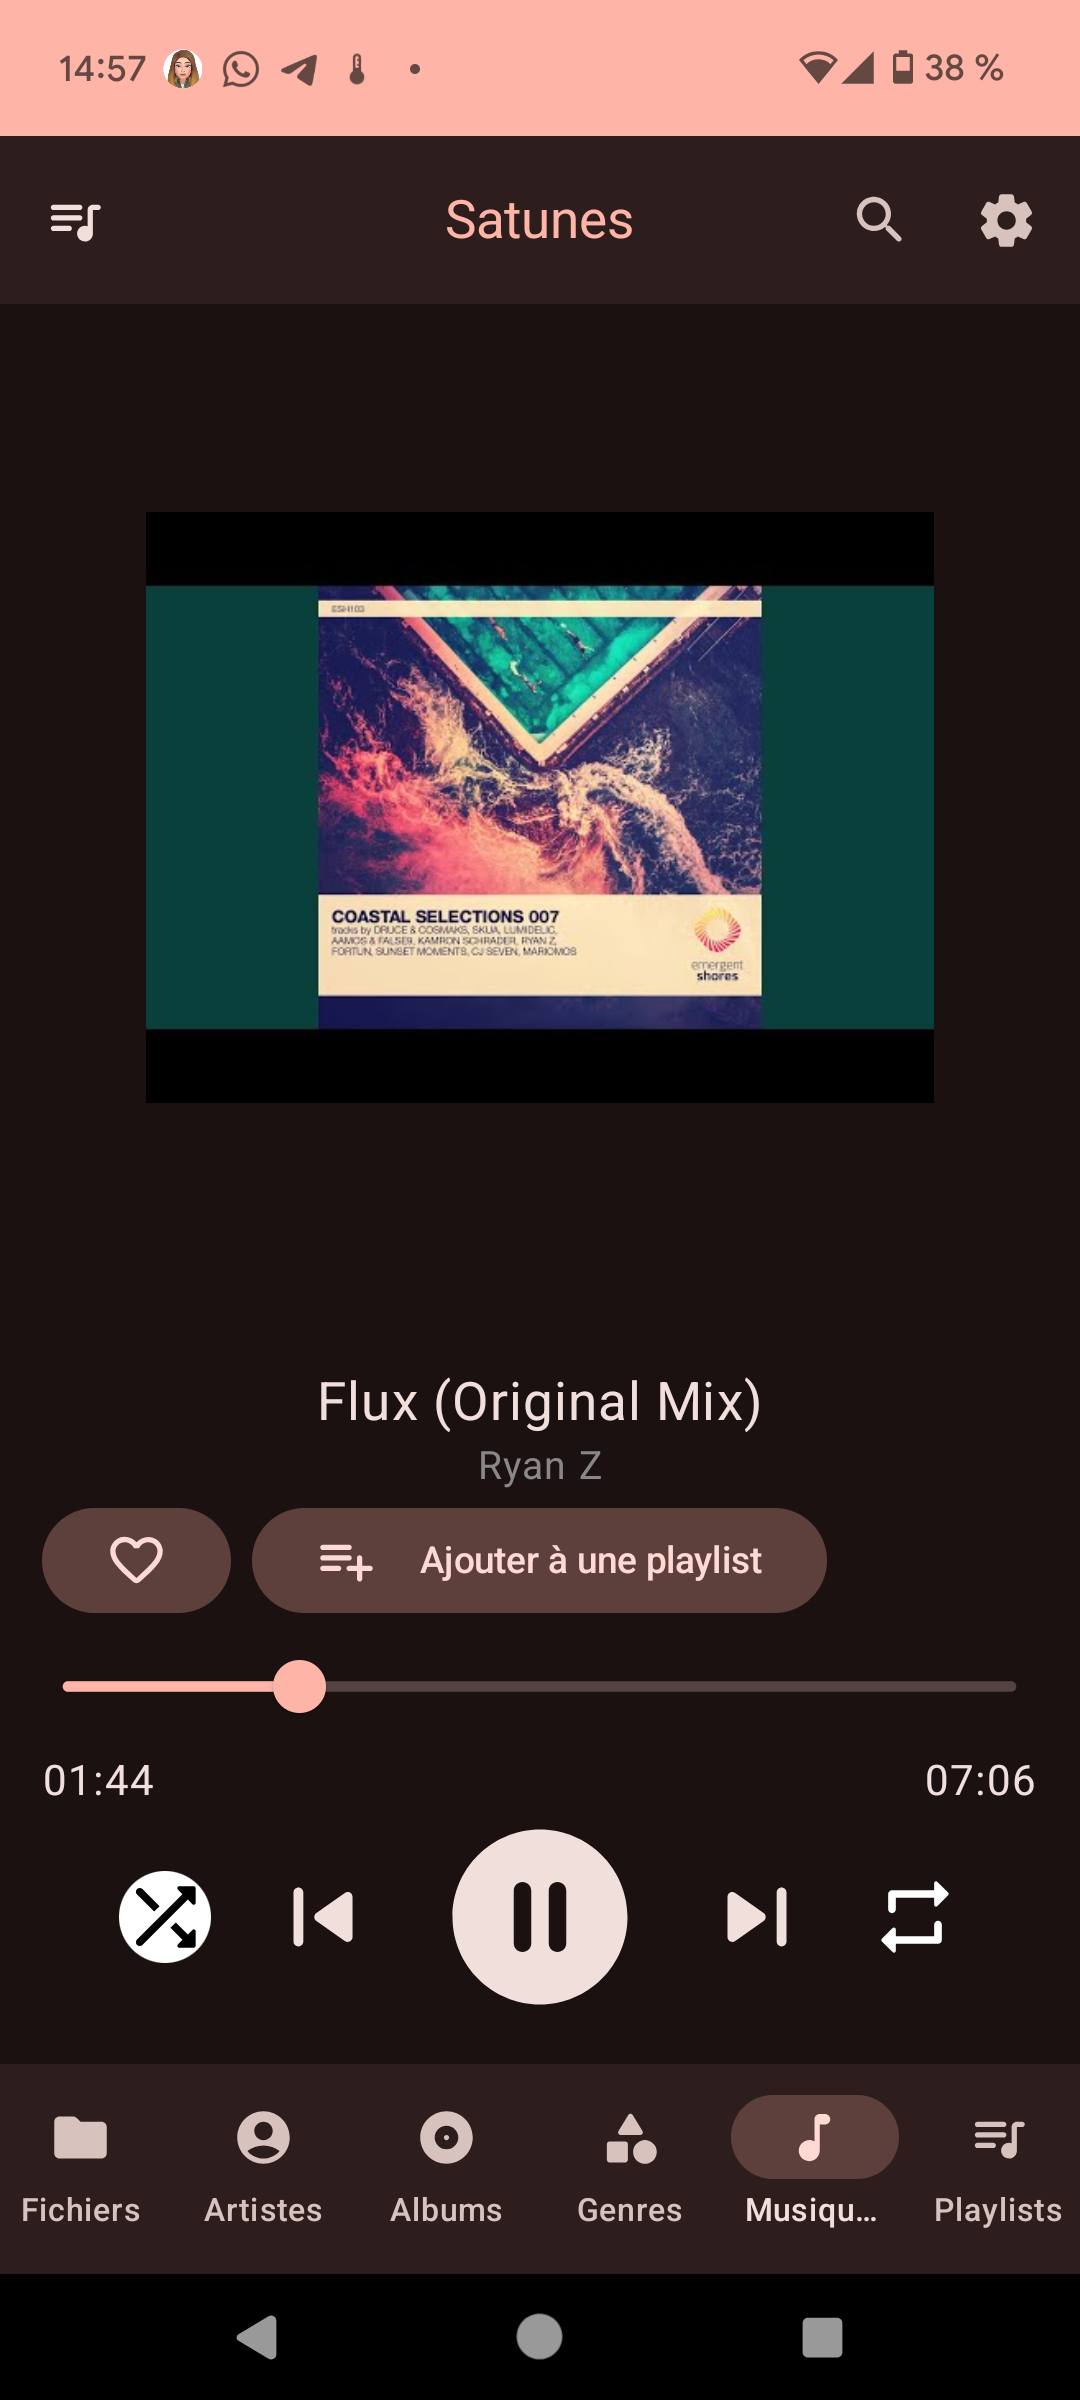 14:57
38 %
Satunes
ESH103
COASTAL SELECTIONS 007
tracks by DRUCE & COSMAKS, SKUA, LUMIDELIC,
AAMOS & FALSE9, KAMRON SCHRADER, RYAN Z,
FORTUN, SUNSET MOMENTS, CJ SEVEN, MARIOMOS
emergent
shores
Flux (Original Mix)
Ryan Z
Ajouter à une playlist
01:44
07:06
Fichiers
Artistes
Albums
Genres
Musiqu...
Playlists